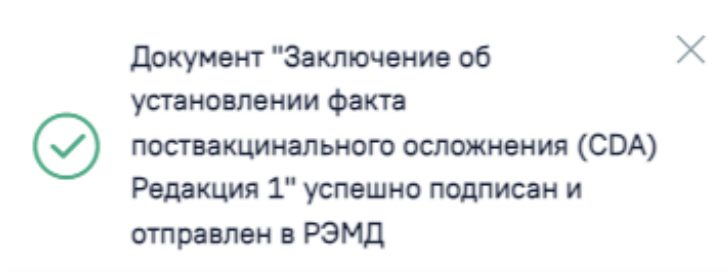 Документ "Заключение об
установлении факта
поствакцинального осложнения (CDA)
Редакция 1" успешно подписан и
отправлен в РЭМД